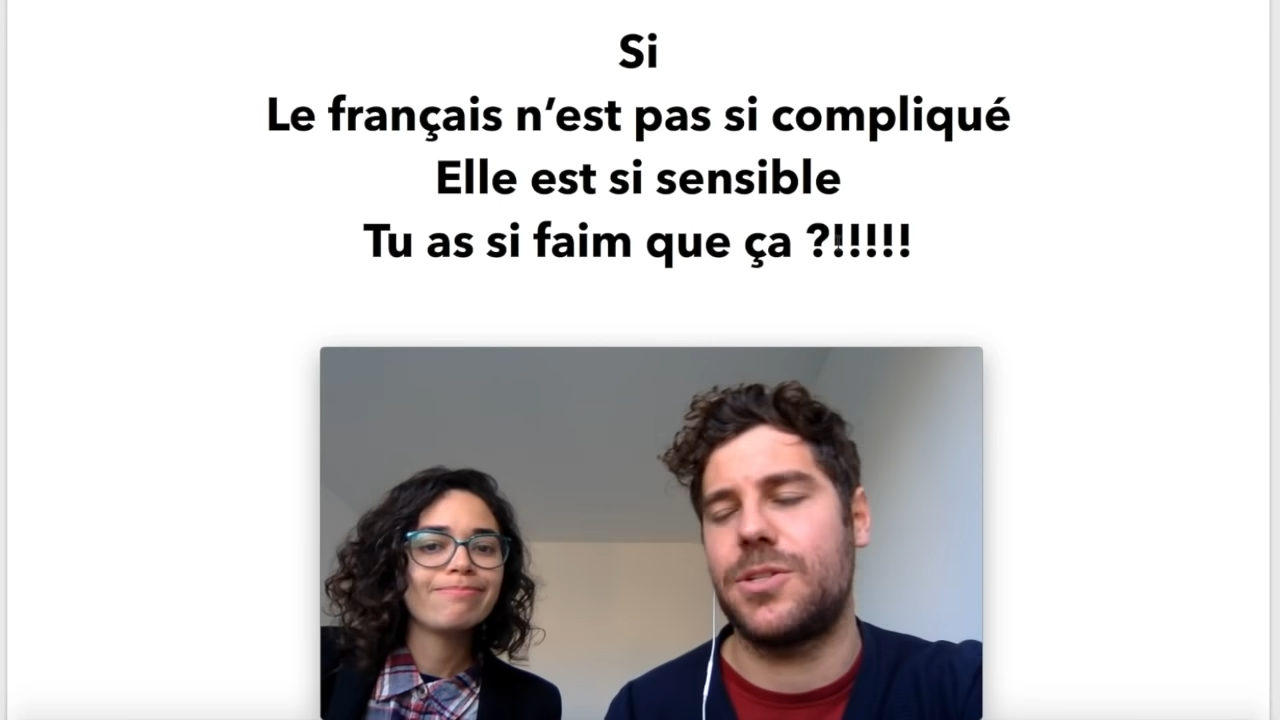 Si
Le français n’est pas si compliqué
Elle est si sensible
Tu as si faim que ça ?!!!!!